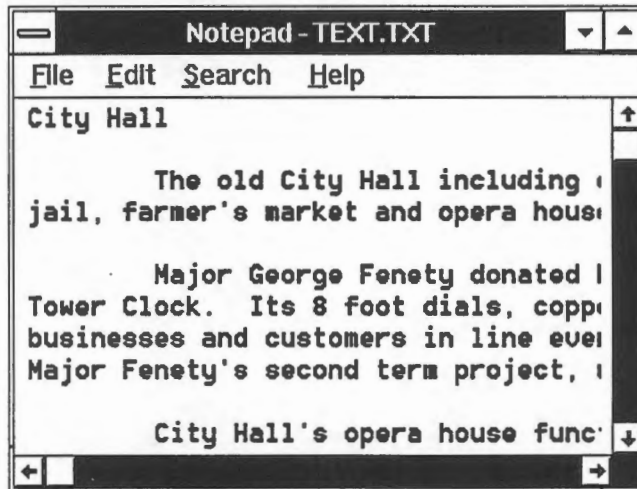 Notepad - TEXT.TXT
File Edit Search Help
City Hall
The old City Hall including
jail, farmer's market and opera hous
Major George Fenety donated
Tower Clock. Its 8 foot dials, copp
businesses and customers in line eve
Major Fenety's second term project,
City Hall's opera house func